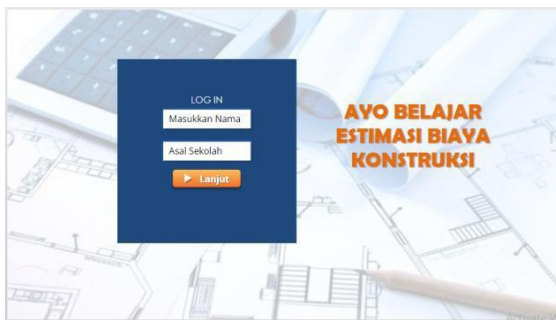 LOG IN
Masukkan Nama
Asal Sekolah
Lanjut
AYO BELAJAR
ESTIMASI BIAYA
KONSTRUKSI